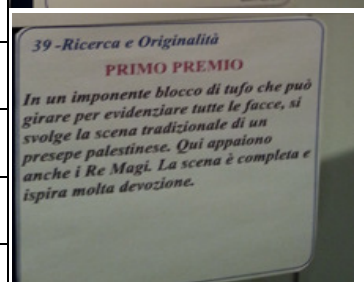 39 -Ricerca e Originalità
PRIMO PREMIO
In un imponente blocco di tufo che può
girare per evidenziare tutte le facce, si
svolge la scena tradizionale di un
presepe palestinese. Qui appaiono
anche i Re Magi. La scena è completa e
ispira molta devozione.